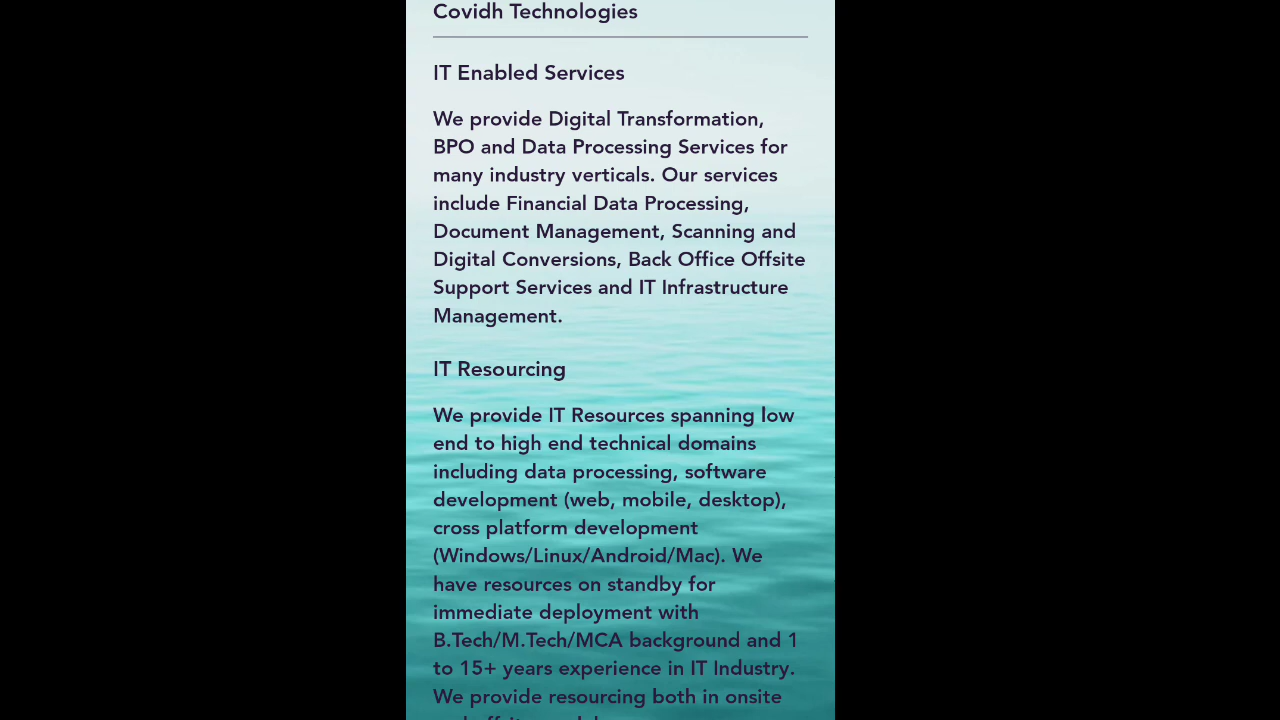 Covidh Technologies
IT Enabled Services
We provide Digital Transformation,
BPO and Data Processing Services for
many industry verticals. Our services
include Financial Data Processing,
Document Management, Scanning and
Digital Conversions, Back Office Offsite
Support Services and IT Infrastructure
Management.
IT Resourcing
We provide IT Resources spanning low
end to high end technical domains
including data processing, software
development (web, mobile, desktop),
cross platform development
(Windows/Linux/Android/Mac). We
have resources on standby for
immediate deployment with
B.Tech/M.Tech/MCA background and 1
to 15+ years experience in IT Industry.
We provide resourcing both in onsite